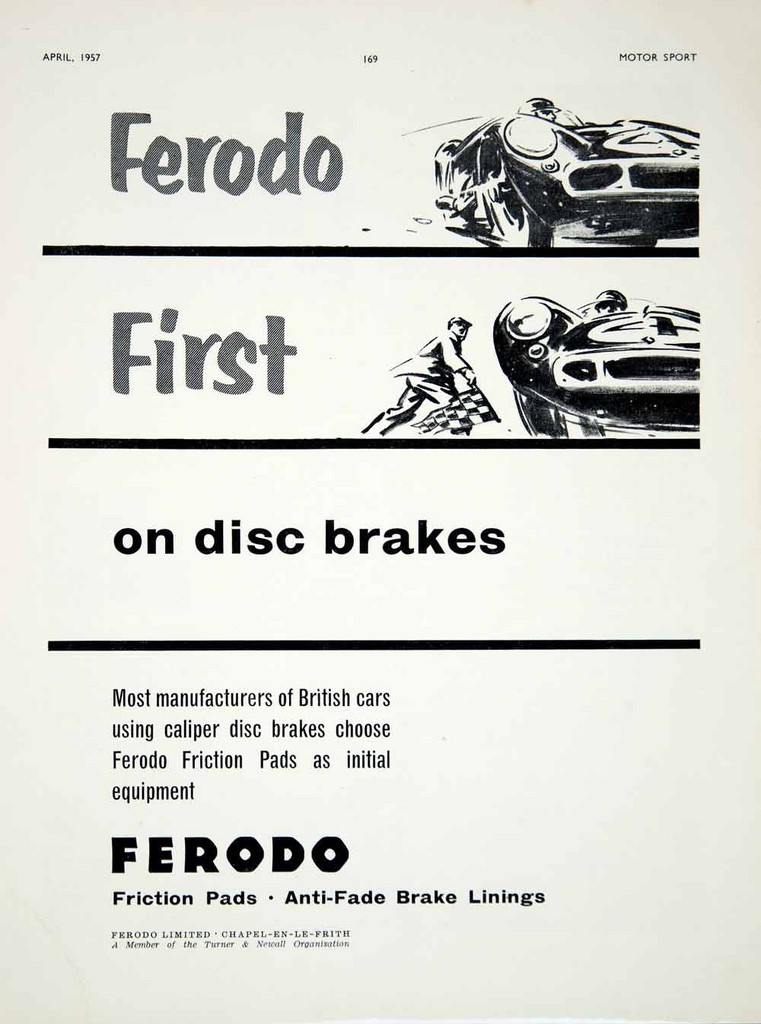 APRIL, 1957 169 MOTOR SPORT
Ferodo
First
on disc brakes
Most manufacturers of British cars
using caliper disc brakes choose
Ferodo Friction Pads as initial
equipment
FERODO
Friction Pads · Anti-Fade Brake Linings
FERODO LIMITED · CHAPEL-EN-LE-FRITH
A Member of the Turner & Newall Organisation